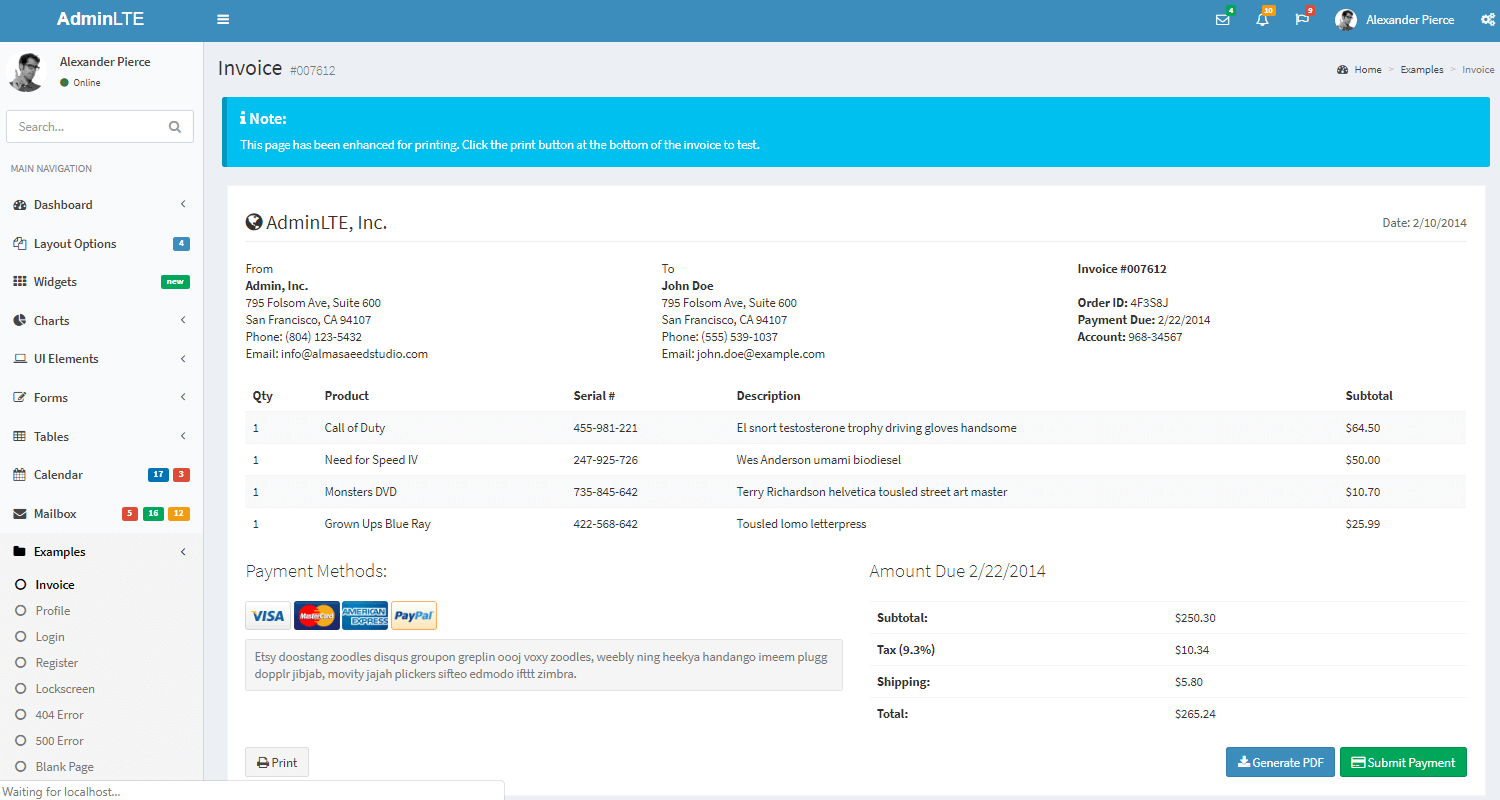 AdminLTE
4
10
9
Alexander Pierce
Alexander Pierce
Online
Search...
MAIN NAVIGATION
Dashboard
Layout Options 4
Widgets new
Charts
UI Elements
Forms
Tables
Calendar 17 3
Mailbox 5 16 12
Examples
Invoice
Profile
Login
Register
Lockscreen
404 Error
500 Error
Blank Page
Waiting for localhost...
Invoice #007612
Home > Examples > Invoice
Note:
This page has been enhanced for printing. Click the print button at the bottom of the invoice to test.
AdminLTE, Inc.
Date: 2/10/2014
From
Admin, Inc.
795 Folsom Ave, Suite 600
San Francisco, CA 94107
Phone: (804) 123-5432
Email: info@almasaeedstudio.com
To
John Doe
795 Folsom Ave, Suite 600
San Francisco, CA 94107
Phone: (555) 539-1037
Email: john.doe@example.com
Invoice #007612
Order ID: 4F3S8J
Payment Due: 2/22/2014
Account: 968-34567
Qty Product Serial # Description Subtotal
1 Call of Duty 455-981-221 El snort testosterone trophy driving gloves handsome $64.50
1 Need for Speed IV 247-925-726 Wes Anderson umami biodiesel $50.00
1 Monsters DVD 735-845-642 Terry Richardson helvetica tousled street art master $10.70
1 Grown Ups Blue Ray 422-568-642 Tousled lomo letterpress $25.99
Payment Methods:
VISA MasterCard AMERICAN EXPRESS PayPal
Etsy doostang zoodles disqus groupon greplin oooj voxy zoodles, weebly ning heekya handango imeem plugg
dopplr jibjab, movity jajah plickers sifteo edmodo ifttt zimbra.
Amount Due 2/22/2014
Subtotal: $250.30
Tax (9.3%) $10.34
Shipping: $5.80
Total: $265.24
Print
Generate PDF
Submit Payment